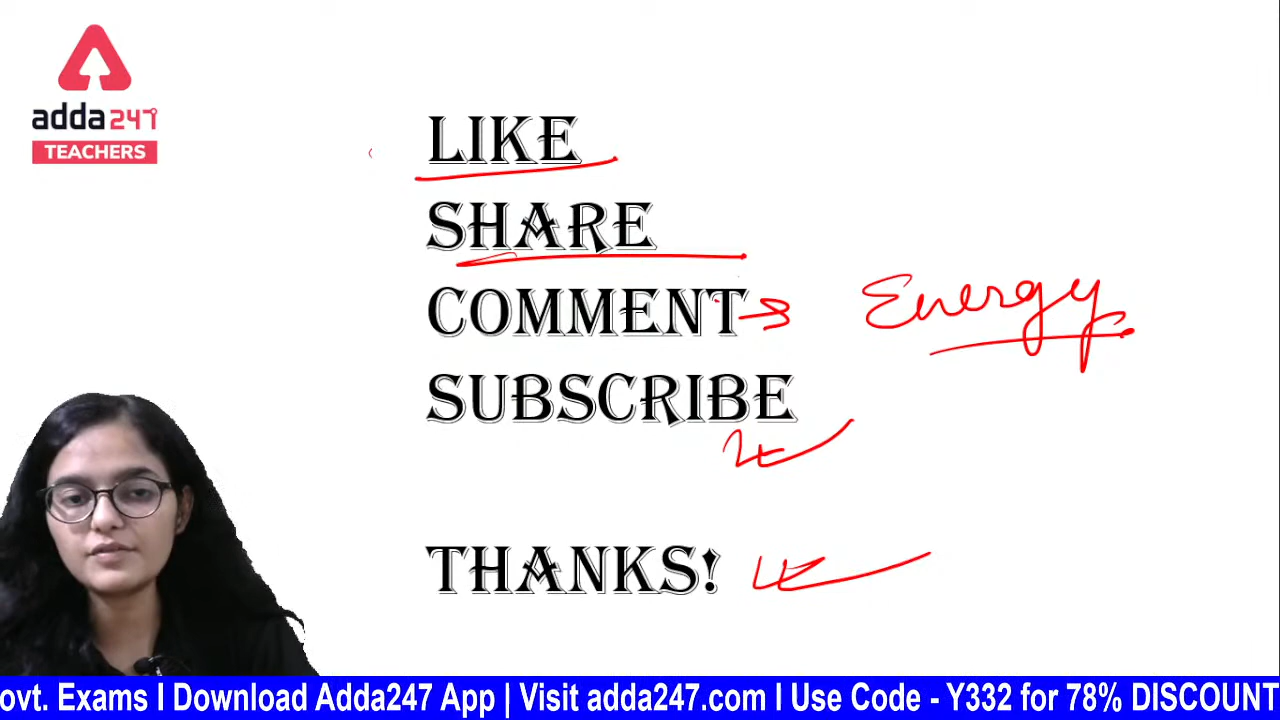 adda247
TEACHERS
LIKE
SHARE
COMMENT → Energy
SUBSCRIBE
THANKS!
ovt. Exams I Download Adda247 App | Visit adda247.com I Use Code - Y332 for 78% DISCOUNT